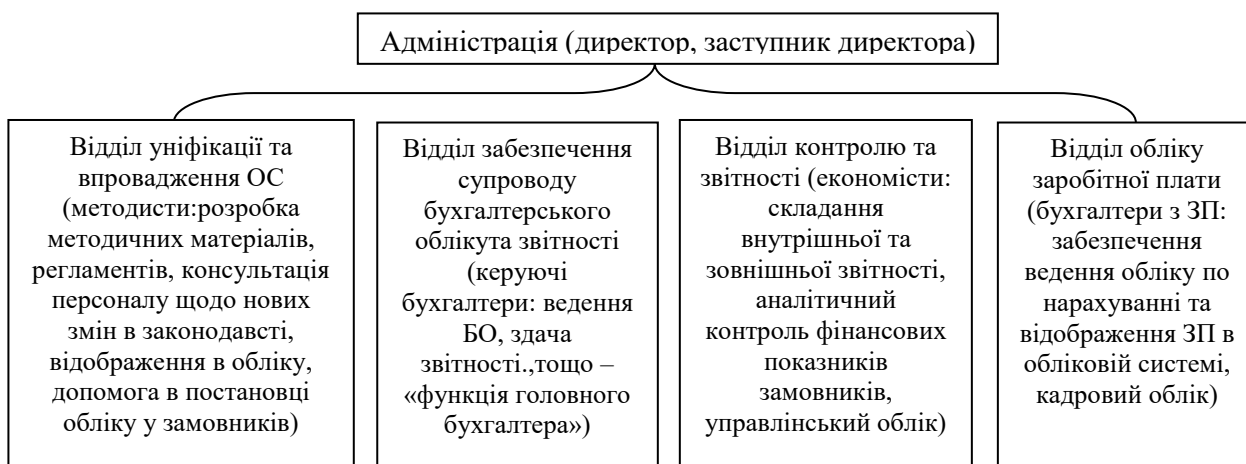 Адміністрація (директор, заступник директора)
Відділ уніфікації та
впровадження ОС
(методисти:розробка
методичних матеріалів,
регламентів, консультація
персоналу щодо нових
змін в законодавсті,
відображення в обліку,
допомога в постановці
обліку у замовників)
Відділ забезпечення
супроводу
бухгалтерського
облікута звітності
(керуючі
бухгалтери: ведення
БО, здача
звітності.,тощо –
«функція головного
бухгалтера»)
Відділ контролю та
звітності (економісти:
складання
внутрішньої та
зовнішньої звітності,
аналітичний
контроль фінансових
показників
замовників,
управлінський облік)
Відділ обліку
заробітної плати
(бухгалтери з ЗП:
забезпечення
ведення обліку по
нарахуванні та
відображення ЗП в
обліковій системі,
кадровий облік)